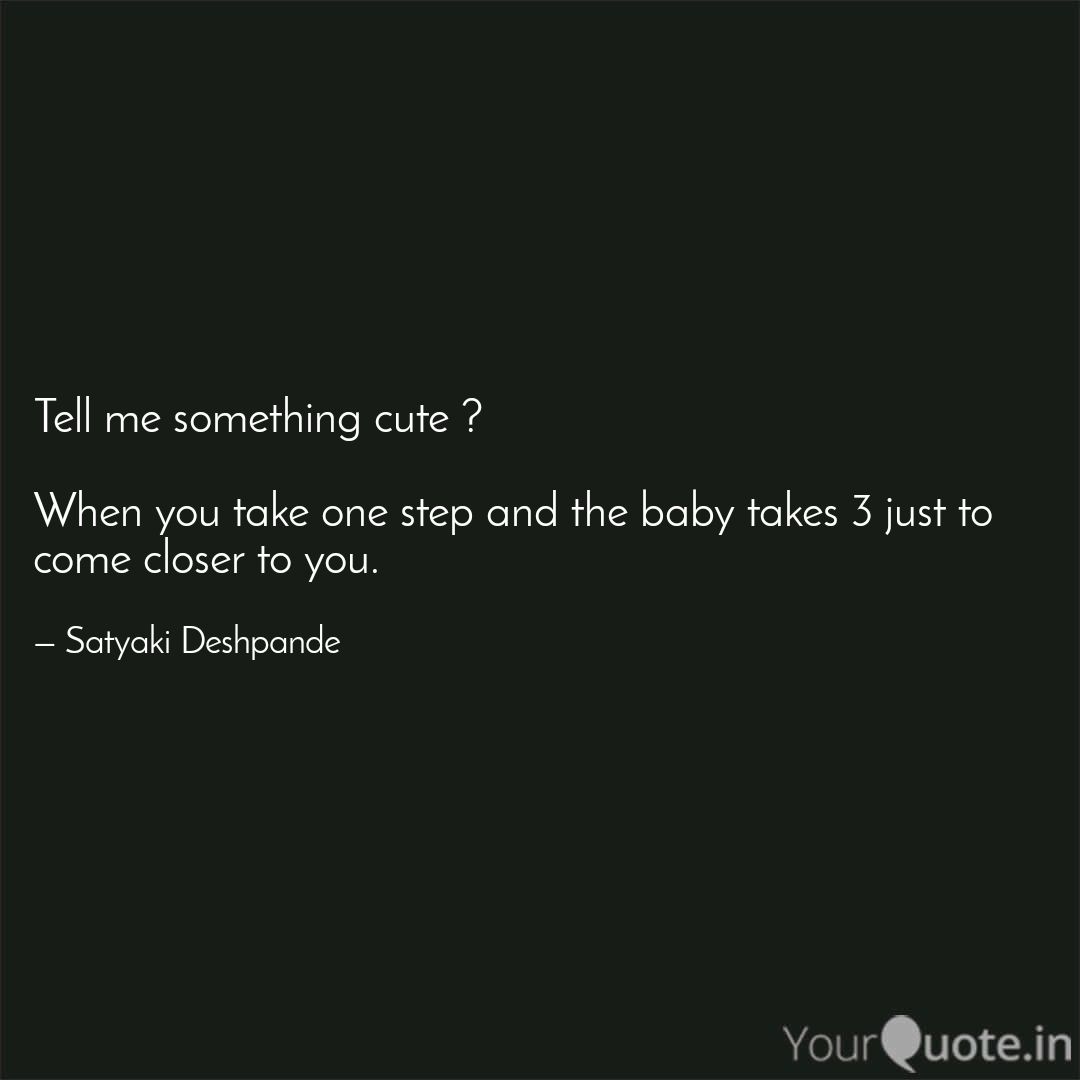 Tell me something cute ?
When you take one step and the baby takes 3 just to
come closer to you.
– Satyaki Deshpande
YourQuote.in